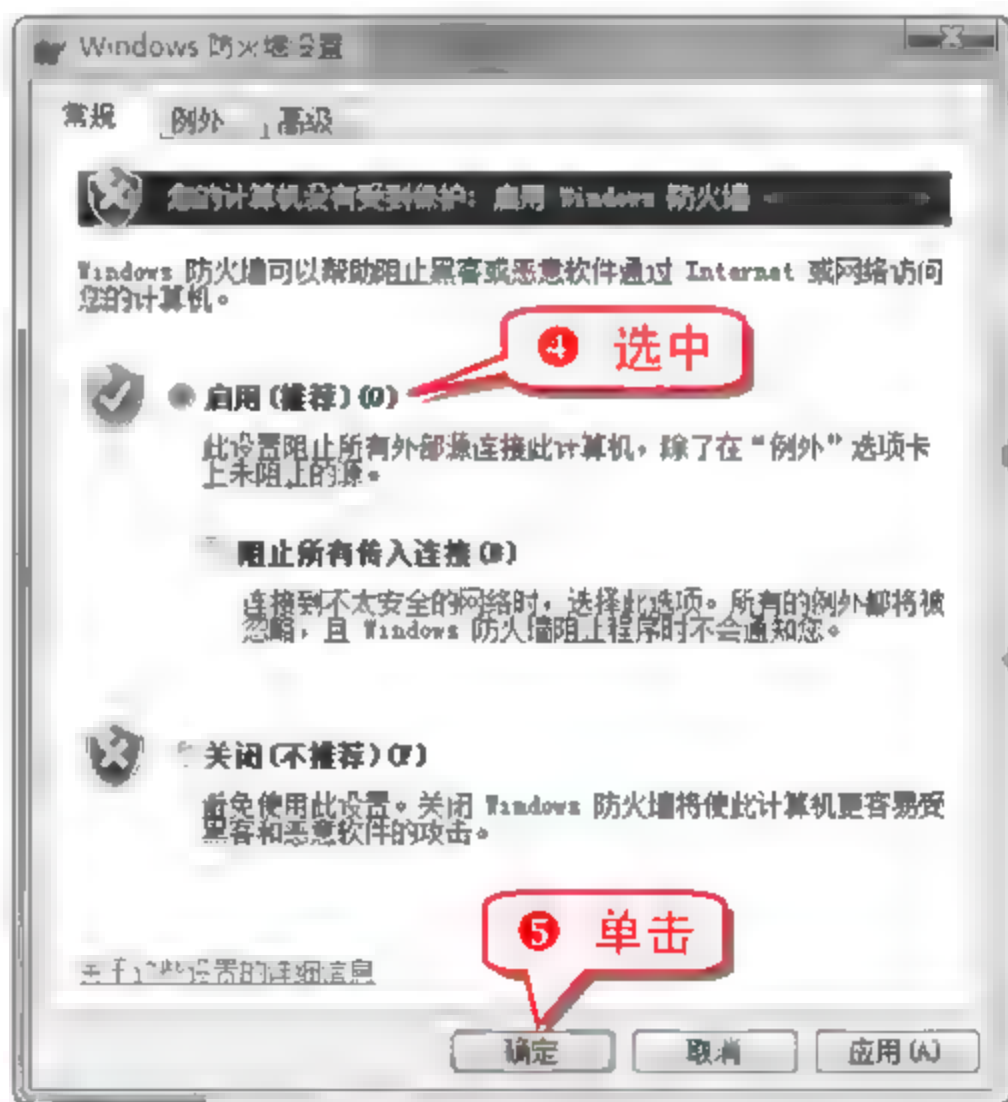 Windows 防火墙设置
常规 例外 高级
您的计算机没有受到保护：启用 Windows 防火墙
Windows 防火墙可以帮助阻止黑客或恶意软件通过 Internet 或网络访问
您的计算机。
❹ 选中
启用(推荐)(O)
此设置阻止所有外部源连接此计算机，除了在“例外”选项卡
上未阻止的源。
阻止所有传入连接(B)
连接到不太安全的网络时，选择此选项。所有的例外都将被
忽略，且 Windows 防火墙阻止程序时不会通知您。
关闭(不推荐)(F)
避免使用此设置。关闭 Windows 防火墙将使此计算机更容易受
黑客和恶意软件的攻击。
❺ 单击
关于这些设置的详细信息
确定 取消 应用(A)